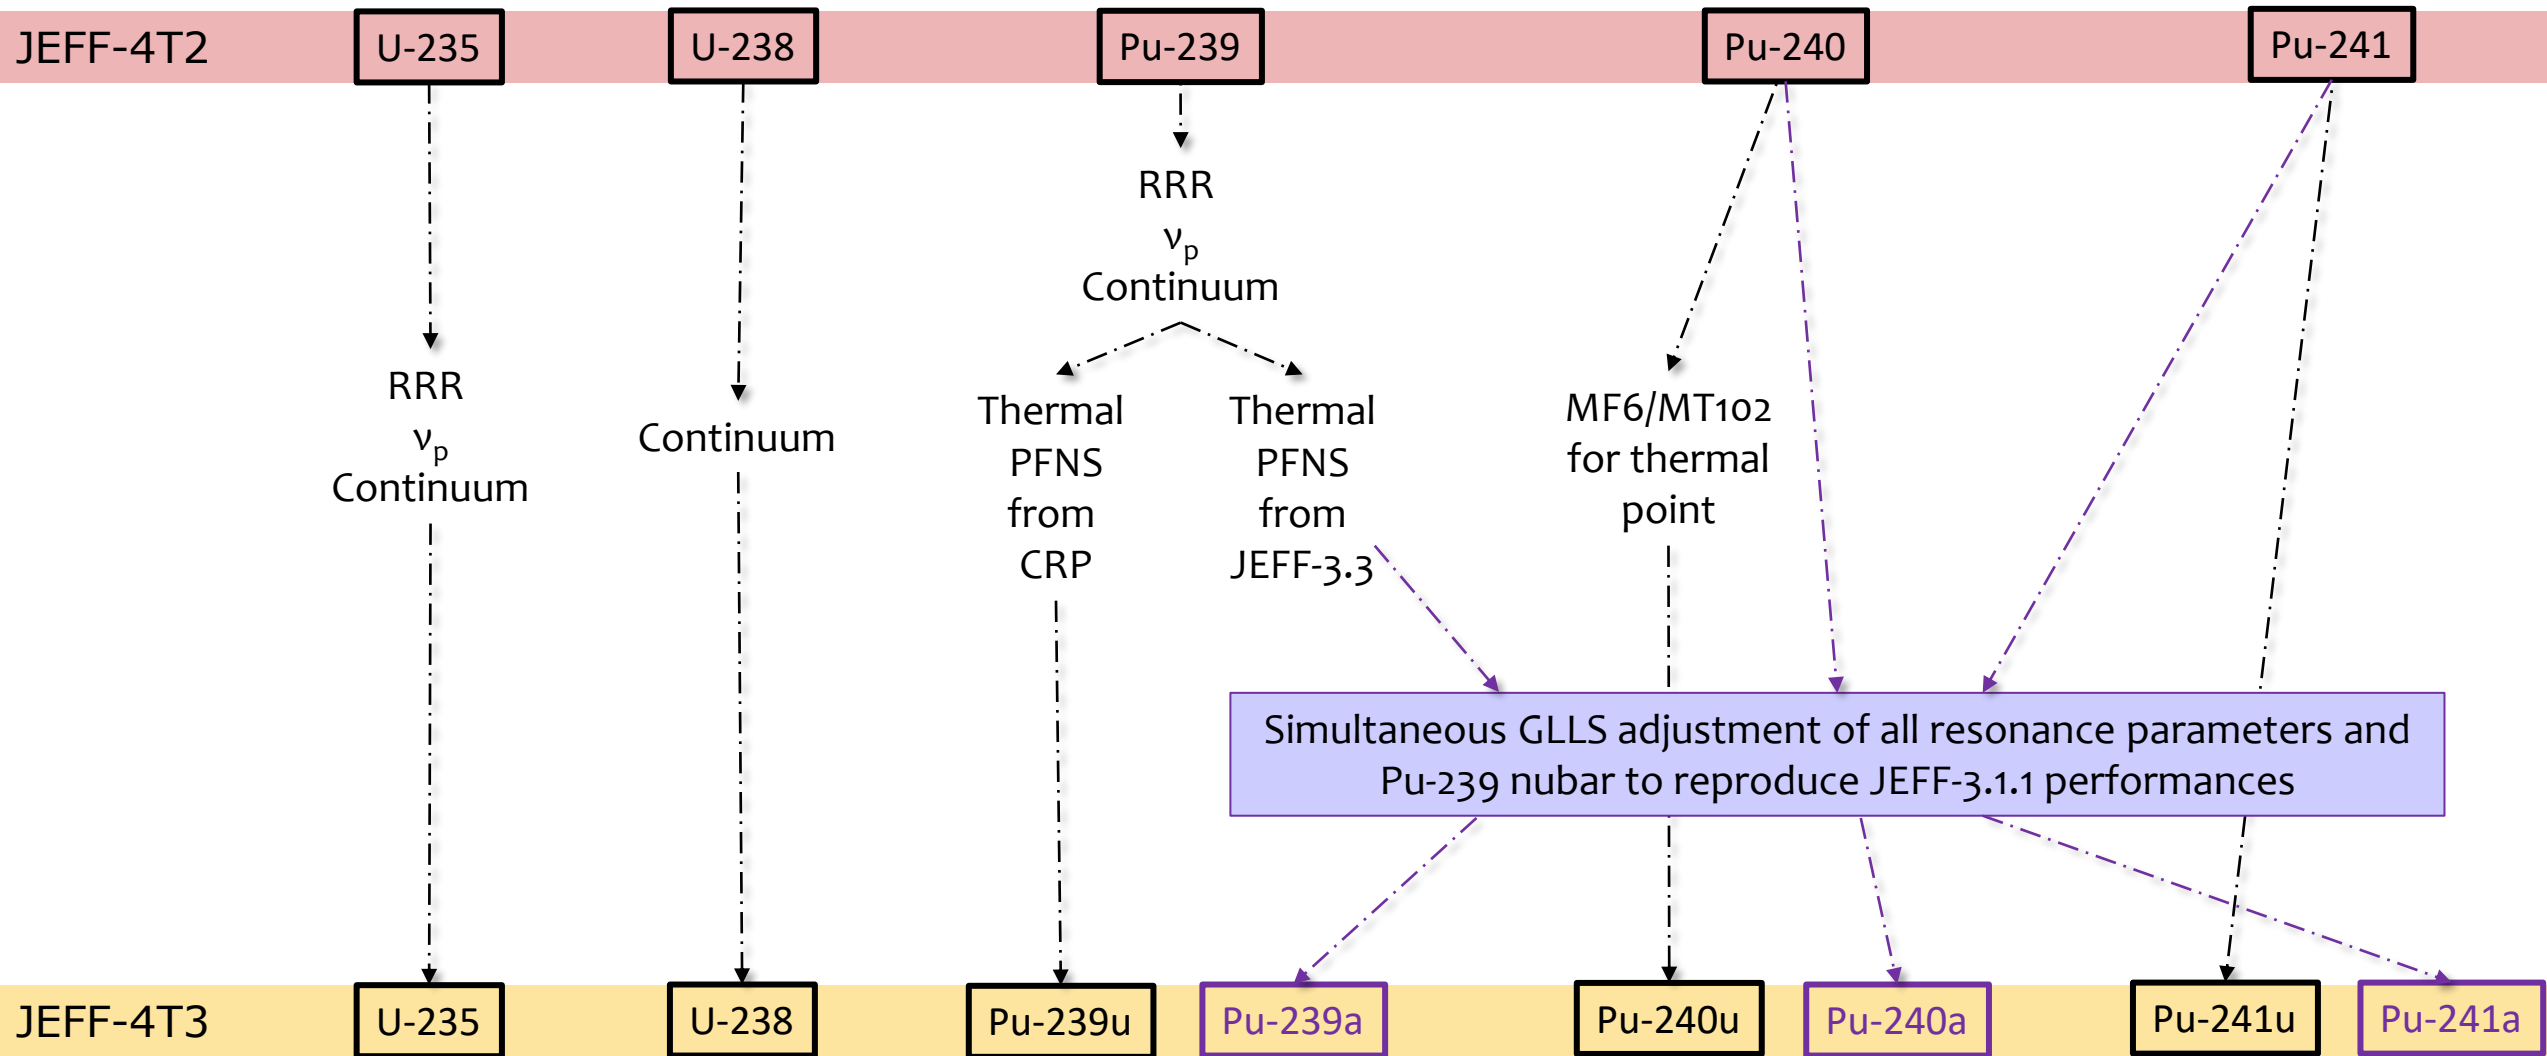 JEFF-4T2
U-235
U-238
Pu-239
Pu-240
Pu-241
RRR
νp
Continuum
Continuum
RRR
νp
Continuum
Thermal
PFNS
from
CRP
Thermal
PFNS
from
JEFF-3.3
MF6/MT102
for thermal
point
Simultaneous GLLS adjustment of all resonance parameters and
Pu-239 nubar to reproduce JEFF-3.1.1 performances
JEFF-4T3
U-235
U-238
Pu-239u
Pu-239a
Pu-240u
Pu-240a
Pu-241u
Pu-241a